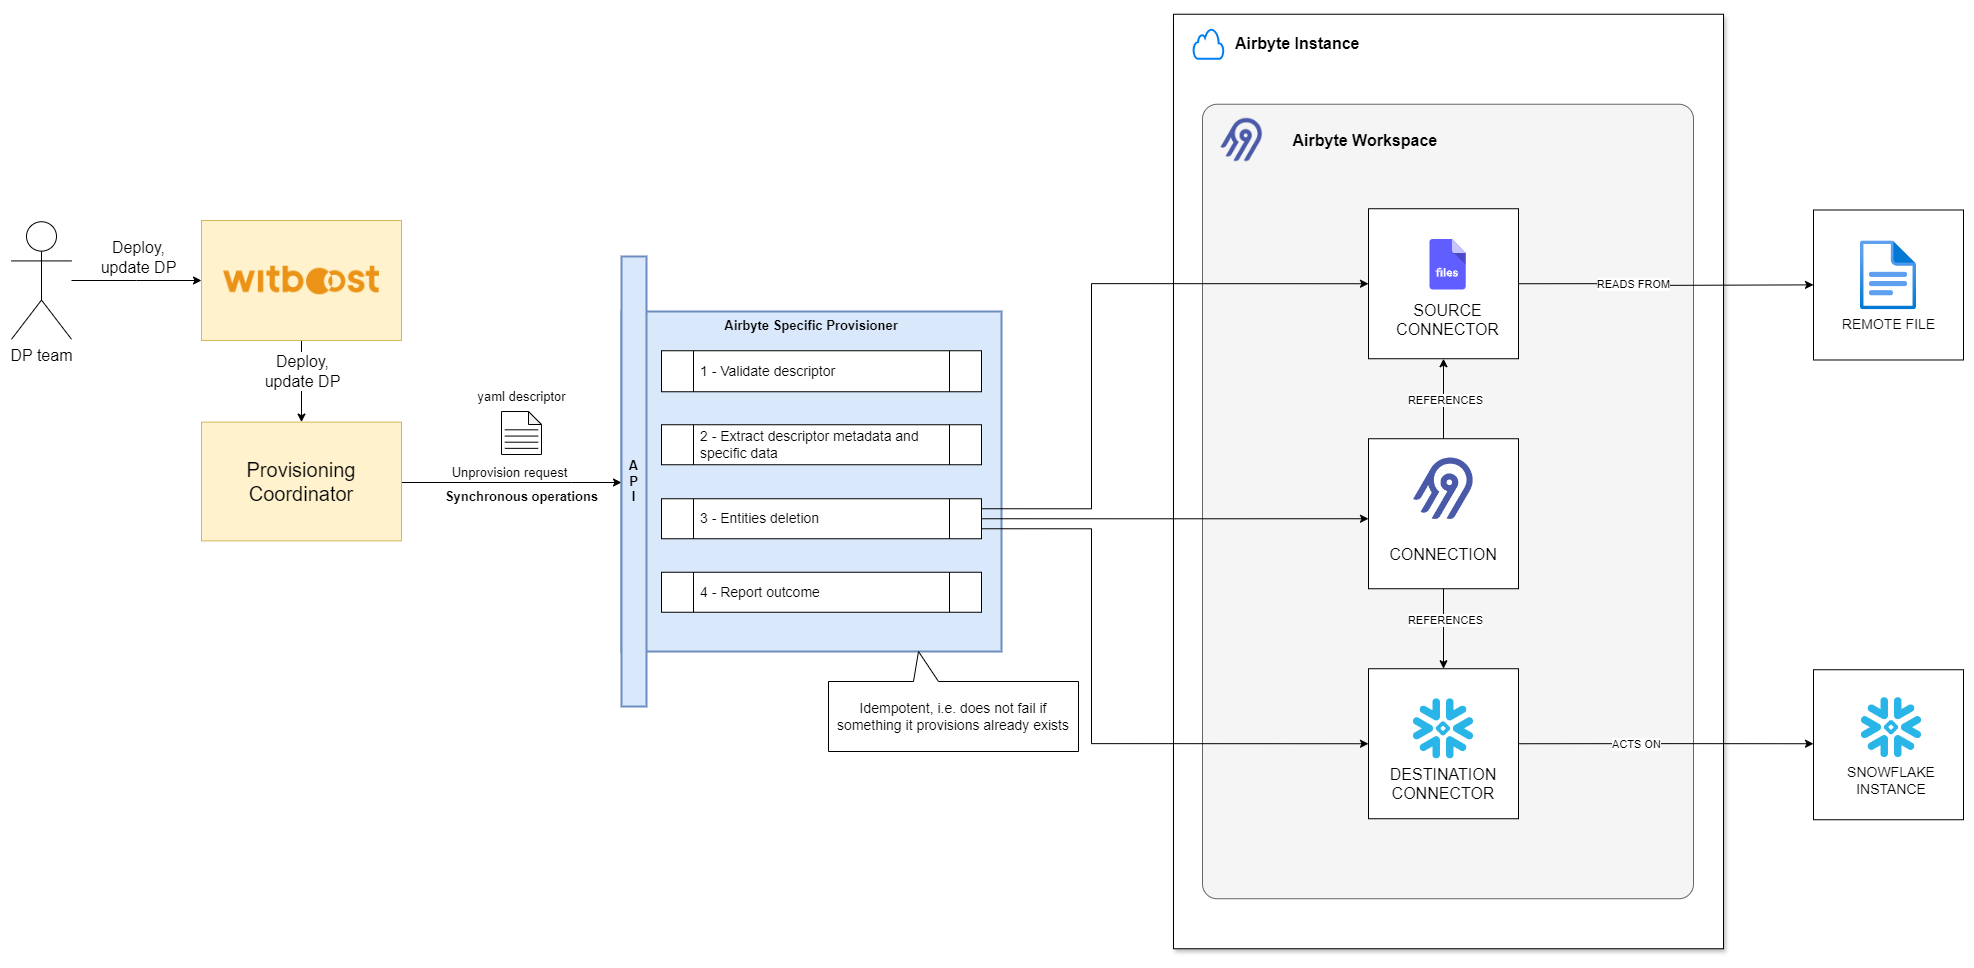 Airbyte Instance
Airbyte Workspace
DP team
Deploy,
update DP
witboost
Deploy,
update DP
Provisioning
Coordinator
yaml descriptor
Unprovision request
Synchronous operations
A
P
I
Airbyte Specific Provisioner
1 - Validate descriptor
2 - Extract descriptor metadata and
specific data
3 - Entities deletion
4 - Report outcome
Idempotent, i.e. does not fail if
something it provisions already exists
files
SOURCE
CONNECTOR
READS FROM
REMOTE FILE
REFERENCES
CONNECTION
REFERENCES
DESTINATION
CONNECTOR
ACTS ON
SNOWFLAKE
INSTANCE